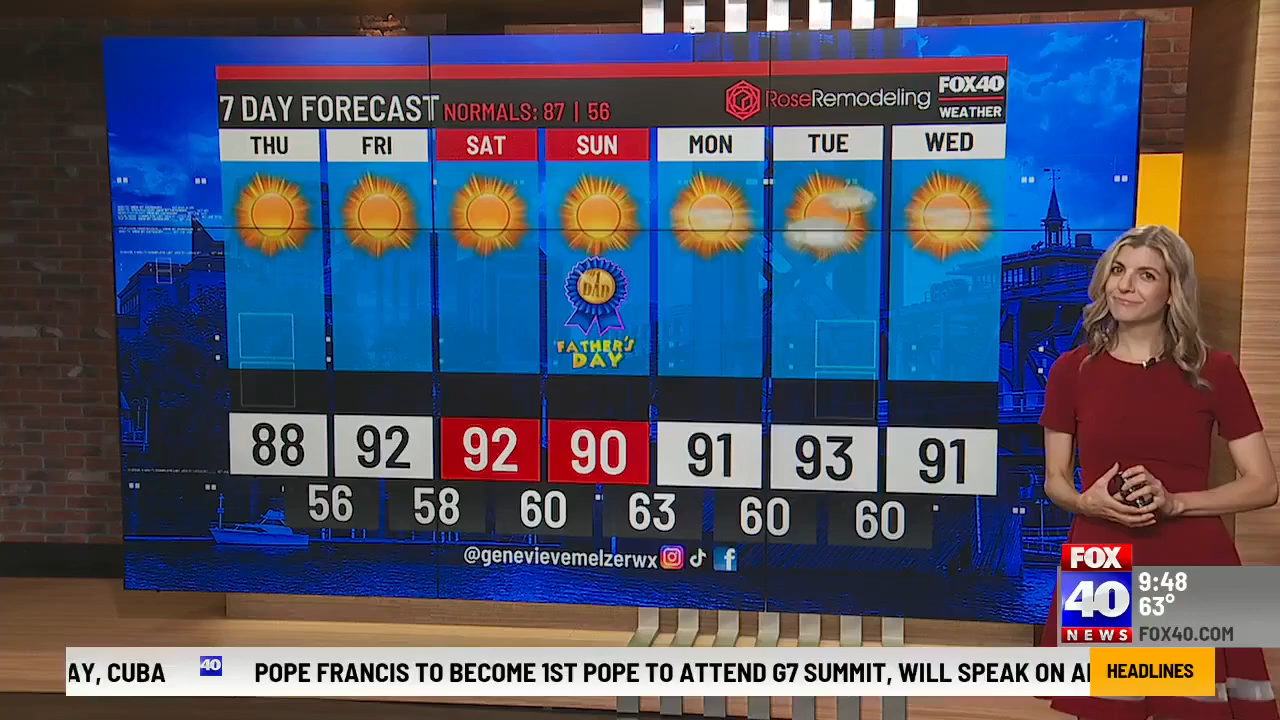 7 DAY FORECAST NORMALS: 87 | 56
RoseRemodeling
FOX40
WEATHER
THU FRI SAT SUN MON TUE WED
#1
DAD
FATHER'S
DAY
88 92 92 90 91 93 91
56 58 60 63 60 60
@genevievemelzerwx
FOX
40
NEWS
9:48
63°
FOX40.COM
AY, CUBA 40 POPE FRANCIS TO BECOME 1ST POPE TO ATTEND G7 SUMMIT, WILL SPEAK ON
HEADLINES